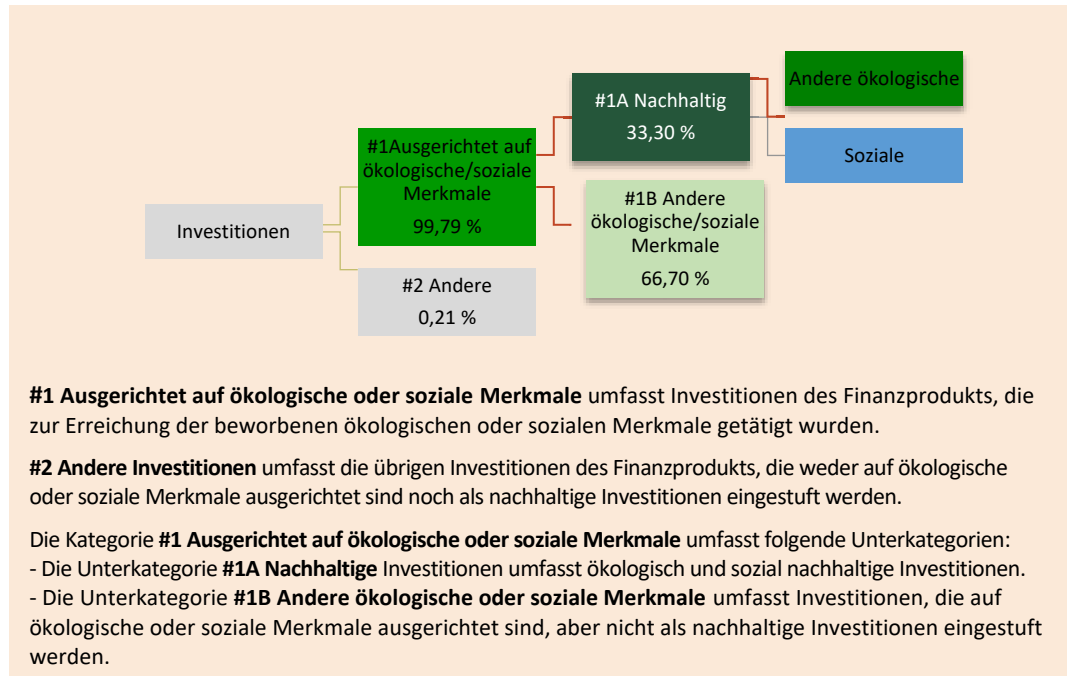 Investitionen
#1Ausgerichtet auf
ökologische/soziale
Merkmale
99,79 %
#2 Andere
0,21 %
#1A Nachhaltig
33,30 %
#1B Andere
ökologische/soziale
Merkmale
66,70 %
Andere ökologische
Soziale
#1 Ausgerichtet auf ökologische oder soziale Merkmale umfasst Investitionen des Finanzprodukts, die
zur Erreichung der beworbenen ökologischen oder sozialen Merkmale getätigt wurden.
#2 Andere Investitionen umfasst die übrigen Investitionen des Finanzprodukts, die weder auf ökologische
oder soziale Merkmale ausgerichtet sind noch als nachhaltige Investitionen eingestuft werden.
Die Kategorie #1 Ausgerichtet auf ökologische oder soziale Merkmale umfasst folgende Unterkategorien:
- Die Unterkategorie #1A Nachhaltige Investitionen umfasst ökologisch und sozial nachhaltige Investitionen.
- Die Unterkategorie #1B Andere ökologische oder soziale Merkmale umfasst Investitionen, die auf
ökologische oder soziale Merkmale ausgerichtet sind, aber nicht als nachhaltige Investitionen eingestuft
werden.